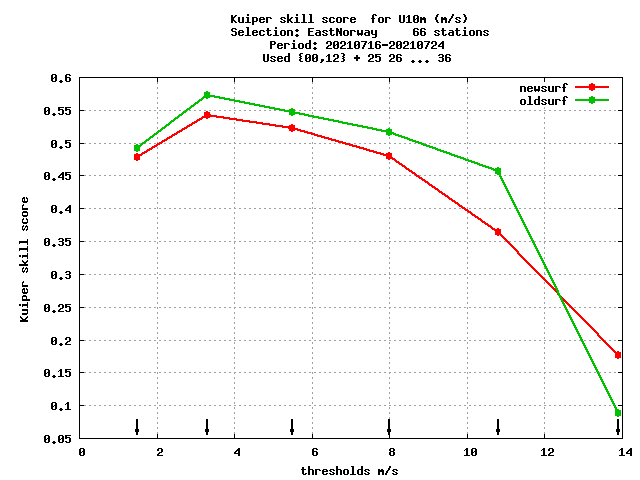 Kuiper skill score  for U10m (m/s)
Selection: EastNorway     66 stations
Period: 20210716-20210724
Used {00,12} + 25 26 ... 36
newsurf
oldsurf
0.6
0.55
0.5
0.45
0.4
0.35
0.3
0.25
0.2
0.15
0.1
0.05
Kuiper skill score
0 2 4 6 8 10 12 14
thresholds m/s